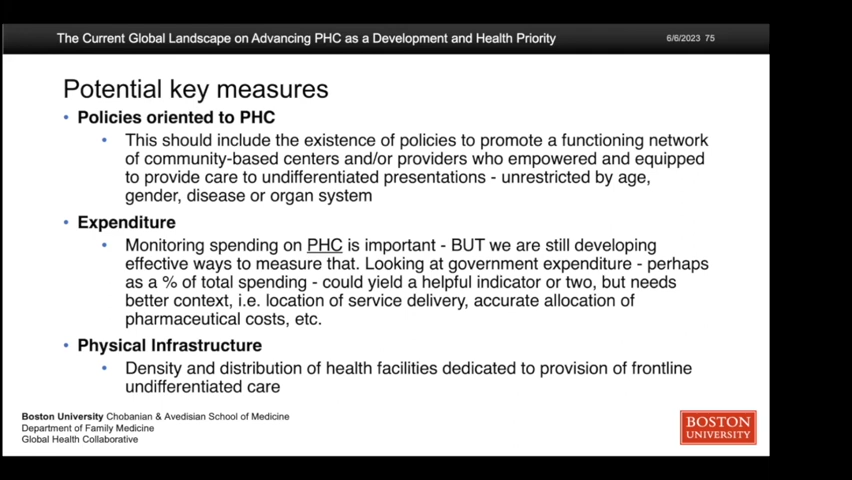 The Current Global Landscape on Advancing PHC as a Development and Health Priority
6/6/2023 75
Potential key measures
• Policies oriented to PHC
• This should include the existence of policies to promote a functioning network
of community-based centers and/or providers who empowered and equipped
to provide care to undifferentiated presentations - unrestricted by age,
gender, disease or organ system
• Expenditure
• Monitoring spending on PHC is important - BUT we are still developing
effective ways to measure that. Looking at government expenditure - perhaps
as a % of total spending - could yield a helpful indicator or two, but needs
better context, i.e. location of service delivery, accurate allocation of
pharmaceutical costs, etc.
• Physical Infrastructure
• Density and distribution of health facilities dedicated to provision of frontline
undifferentiated care
Boston University Chobanian & Avedisian School of Medicine
Department of Family Medicine
Global Health Collaborative
BOSTON
UNIVERSITY